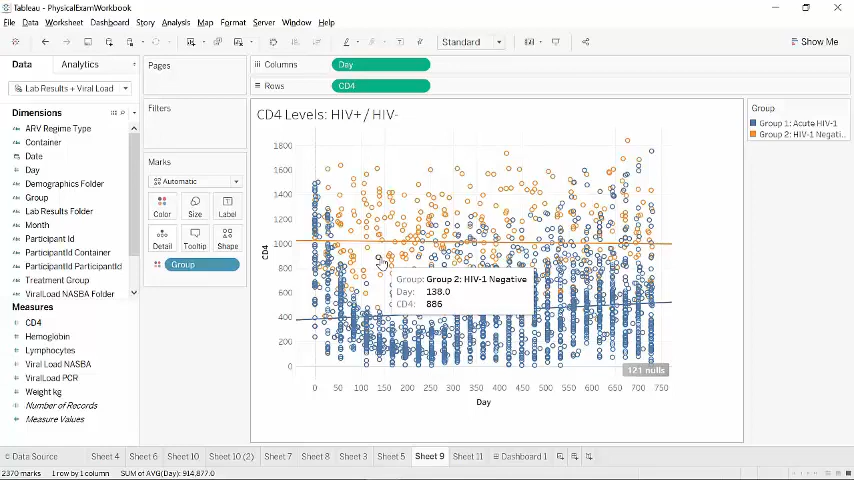 Tableau - PhysicalExamWorkbook
File Data Worksheet Dashboard Story Analysis Map Format Server Window Help
Standard
Show Me
Data Analytics
Lab Results + Viral Load
Dimensions
ARV Regime Type
Container
Date
Day
Demographics Folder
Group
Lab Results Folder
Month
Participant Id
ParticipantId Container
ParticipantId ParticipantId
Treatment Group
ViralLoad NASBA Folder
Measures
CD4
Hemoglobin
Lymphocytes
Viral Load NASBA
ViralLoad PCR
Weight kg
Number of Records
Measure Values
Pages
Filters
Marks
Automatic
Color Size Label
Detail Tooltip Shape
Group
Columns Day
Rows CD4
CD4 Levels: HIV+ / HIV-
1800
1600
1400
1200
1000
800
600
400
200
0
CD4
0 50 100 150 200 250 300 350 400 450 500 550 600 650 700 750
Day
Group: Group 2: HIV-1 Negative
Day: 138.0
CD4: 886
121 nulls
Group
Group 1: Acute HIV-1
Group 2: HIV-1 Negati..
Data Source Sheet 4 Sheet 6 Sheet 10 Sheet 10 (2) Sheet 7 Sheet 8 Sheet 3 Sheet 5 Sheet 9 Sheet 11 Dashboard 1
2370 marks 1 row by 1 column SUM of AVG(Day): 914,877.0